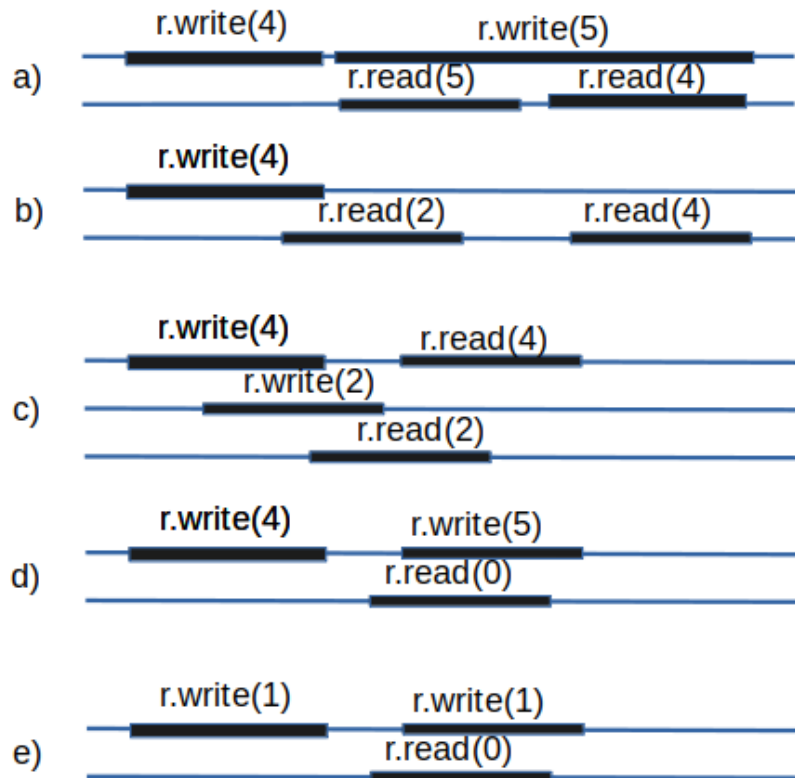 r.write(4) r.write(5)
a) r.read(5) r.read(4)
r.write(4)
b) r.read(2) r.read(4)
r.write(4) r.read(4)
c) r.write(2)
r.read(2)
r.write(4) r.write(5)
d) r.read(0)
r.write(1) r.write(1)
e) r.read(0)